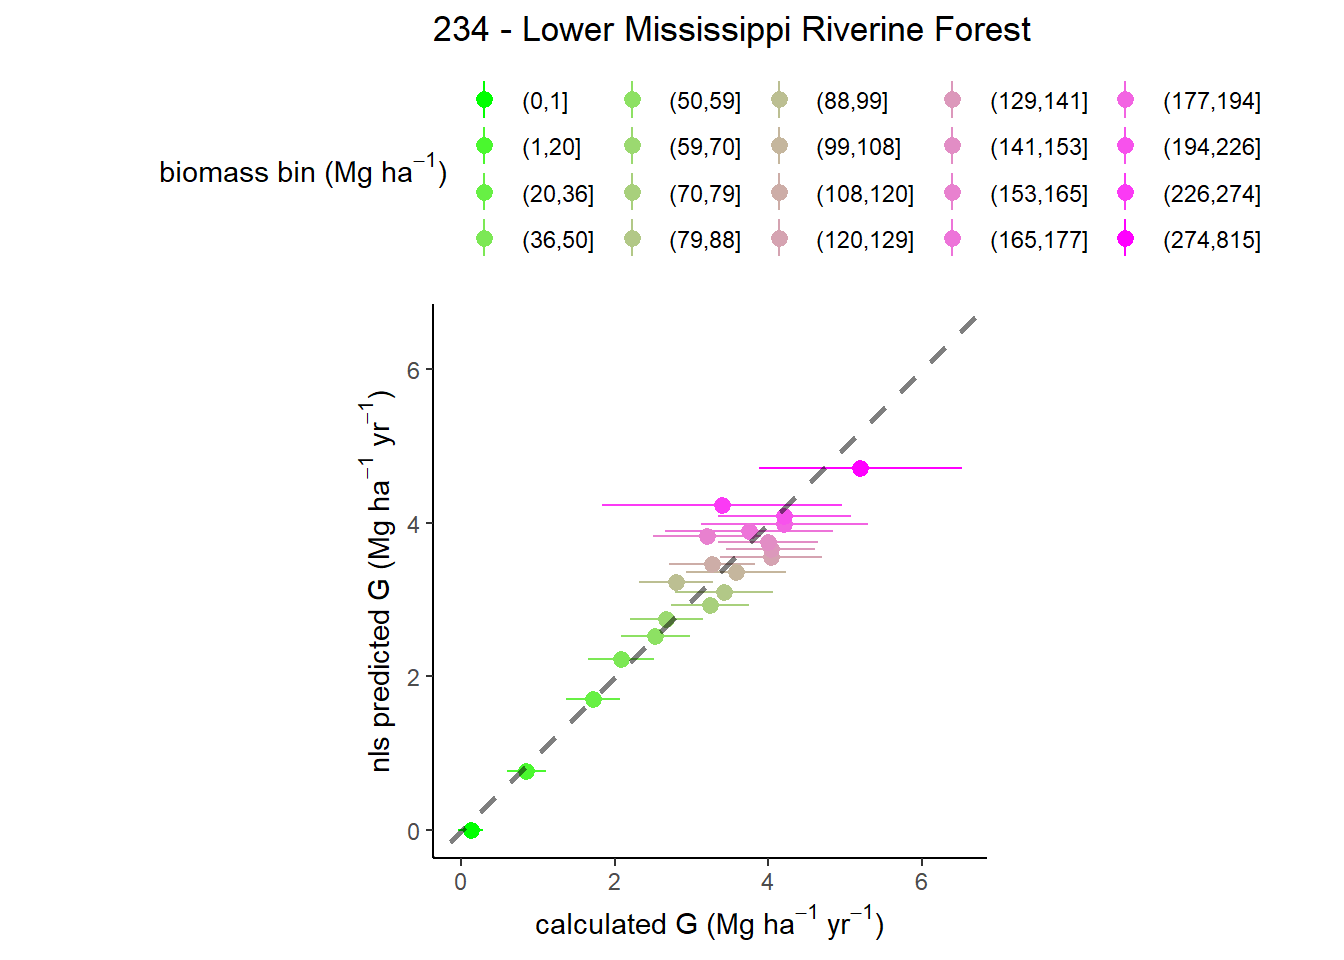 234 - Lower Mississippi Riverine Forest
biomass bin (Mg ha⁻¹)
(0,1] (50,59] (88,99] (129,141] (177,194]
(1,20] (59,70] (99,108] (141,153] (194,226]
(20,36] (70,79] (108,120] (153,165] (226,274]
(36,50] (79,88] (120,129] (165,177] (274,815]
nls predicted G (Mg ha⁻¹ yr⁻¹)
6
4
2
0
0 2 4 6
calculated G (Mg ha⁻¹ yr⁻¹)